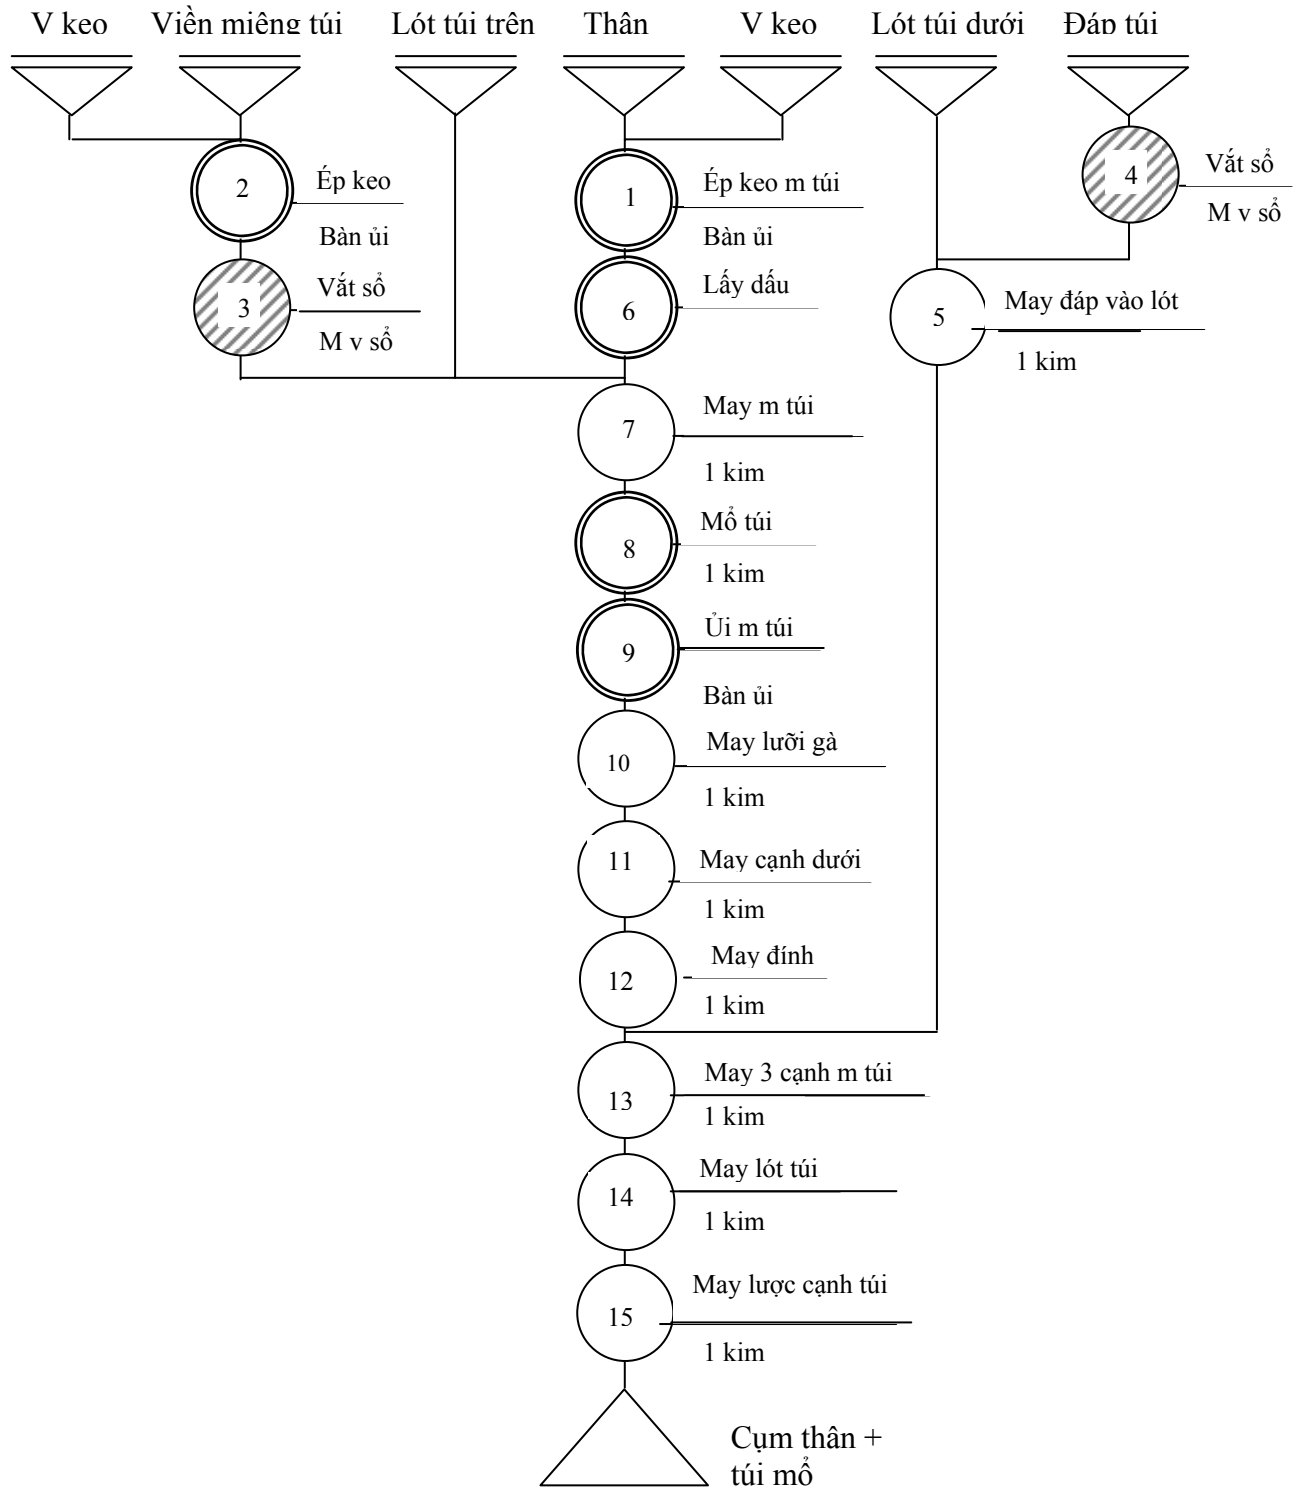 V keo
Viền miệng túi
Lót túi trên
Thân
V keo
Lót túi dưới
Đáp túi
2
Ép keo
Bàn ủi
1
Ép keo m túi
Bàn ủi
4
Vắt sổ
M v sổ
3
Vắt sổ
M v sổ
6
Lấy dấu
5
May đáp vào lót
1 kim
7
May m túi
1 kim
8
Mổ túi
1 kim
9
Ủi m túi
Bàn ủi
10
May lưỡi gà
1 kim
11
May cạnh dưới
1 kim
12
May đính
1 kim
13
May 3 cạnh m túi
1 kim
14
May lót túi
1 kim
15
May lược cạnh túi
1 kim
Cụm thân +
túi mổ